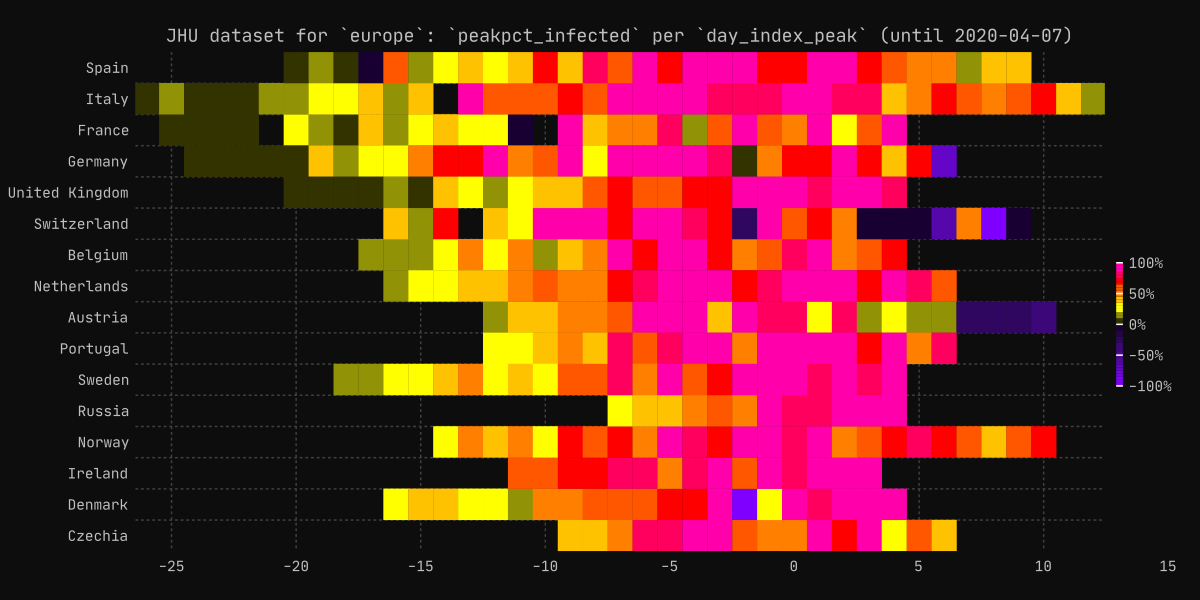 JHU dataset for `europe`: `peakpct_infected` per `day_index_peak` (until 2020-04-07)
Spain
Italy
France
Germany
United Kingdom
Switzerland
Belgium
Netherlands
Austria
Portugal
Sweden
Russia
Norway
Ireland
Denmark
Czechia
-25 -20 -15 -10 -5 0 5 10 15
100%
50%
0%
-50%
-100%